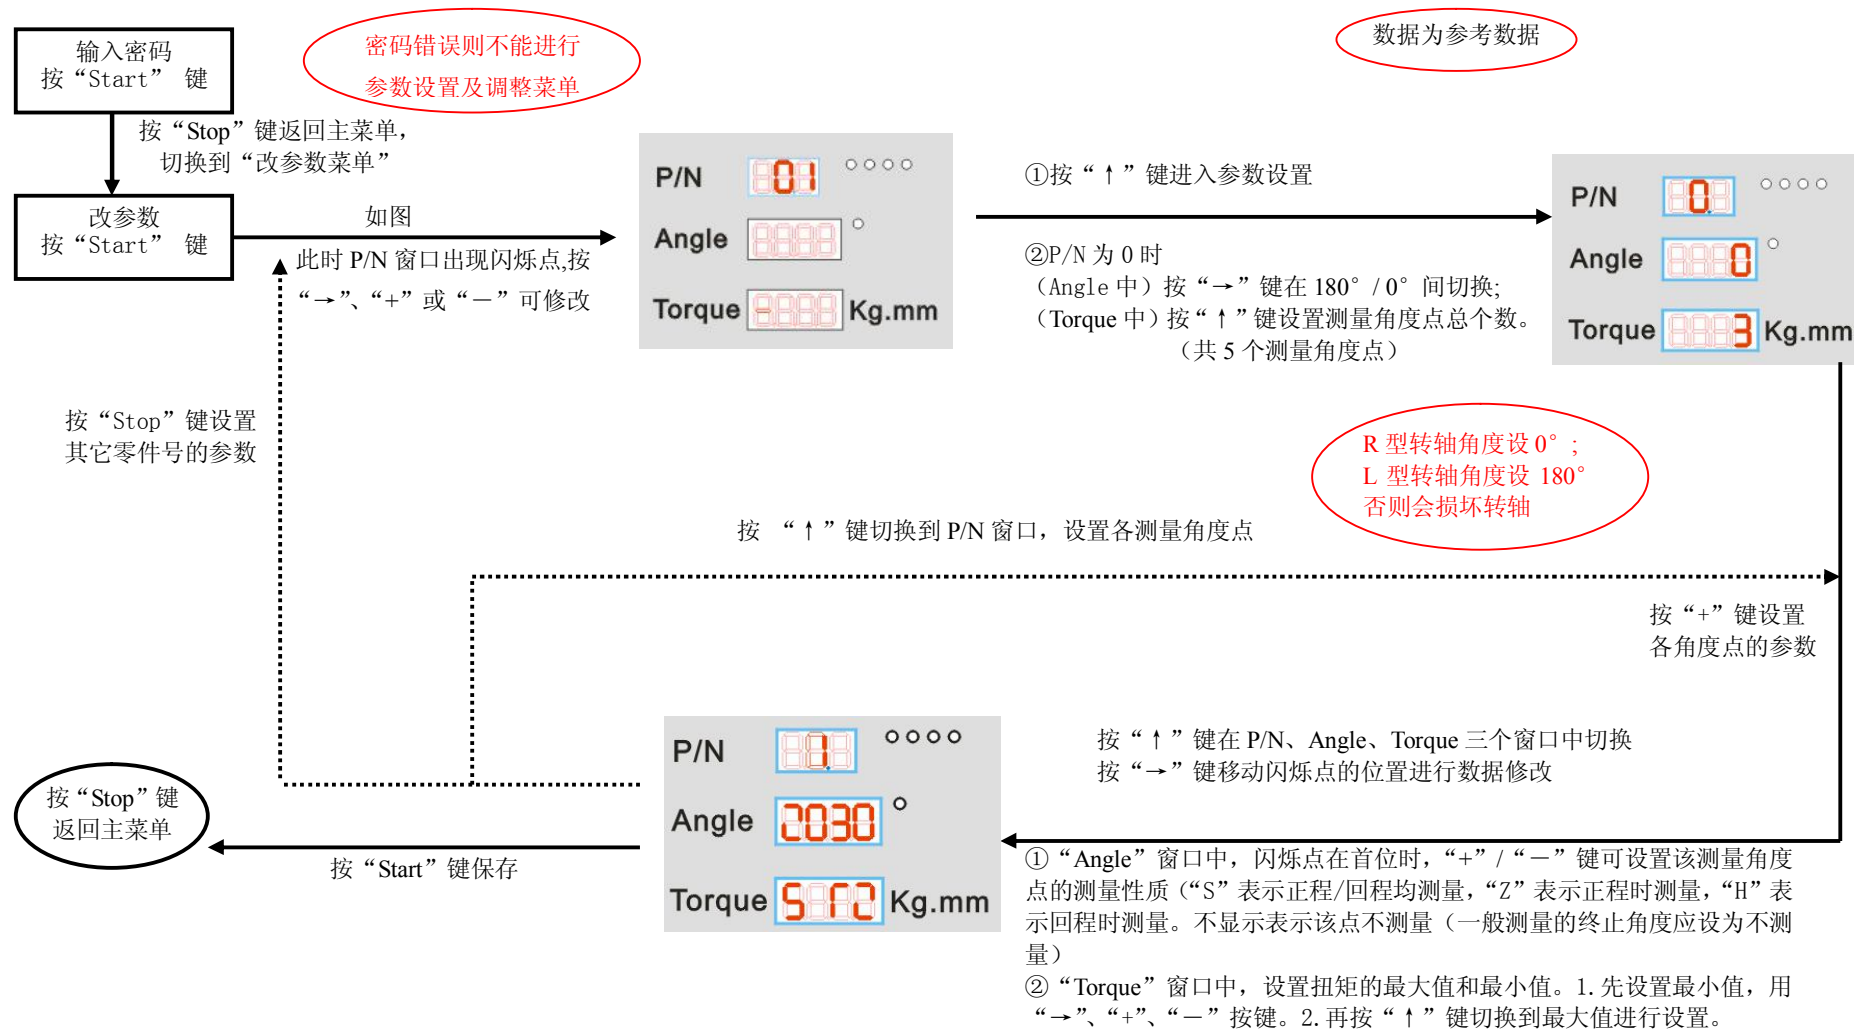 输入密码
按“Start” 键
密码错误则不能进行
参数设置及调整菜单
数据为参考数据
按“Stop”键返回主菜单，
切换到“改参数菜单”
改参数
按“Start” 键
如图
此时 P/N 窗口出现闪烁点,按
“→”、“+”或“－”可修改
P/N 01
Angle °
Torque - Kg.mm
①按“↑”键进入参数设置
②P/N 为 0 时
（Angle 中）按“→”键在 180° / 0° 间切换;
（Torque 中）按“↑”键设置测量角度点总个数。
（共 5 个测量角度点）
P/N 0.
Angle 0 °
Torque 3 Kg.mm
按“Stop”键设置
其它零件号的参数
R 型转轴角度设 0° ;
L 型转轴角度设 180°
否则会损坏转轴
按 “↑”键切换到 P/N 窗口，设置各测量角度点
按“+”键设置
各角度点的参数
按“↑”键在 P/N、Angle、Torque 三个窗口中切换
按“→”键移动闪烁点的位置进行数据修改
P/N 1.
Angle 2030 °
Torque Kg.mm
按“Stop”键
返回主菜单
按“Start”键保存
①“Angle”窗口中，闪烁点在首位时，“+”/“－”键可设置该测量角度
点的测量性质（“S”表示正程/回程均测量，“Z”表示正程时测量，“H”表
示回程时测量。不显示表示该点不测量（一般测量的终止角度应设为不测
量）
②“Torque”窗口中，设置扭矩的最大值和最小值。1.先设置最小值，用
“→”、“+”、“－”按键。2.再按“↑”键切换到最大值进行设置。